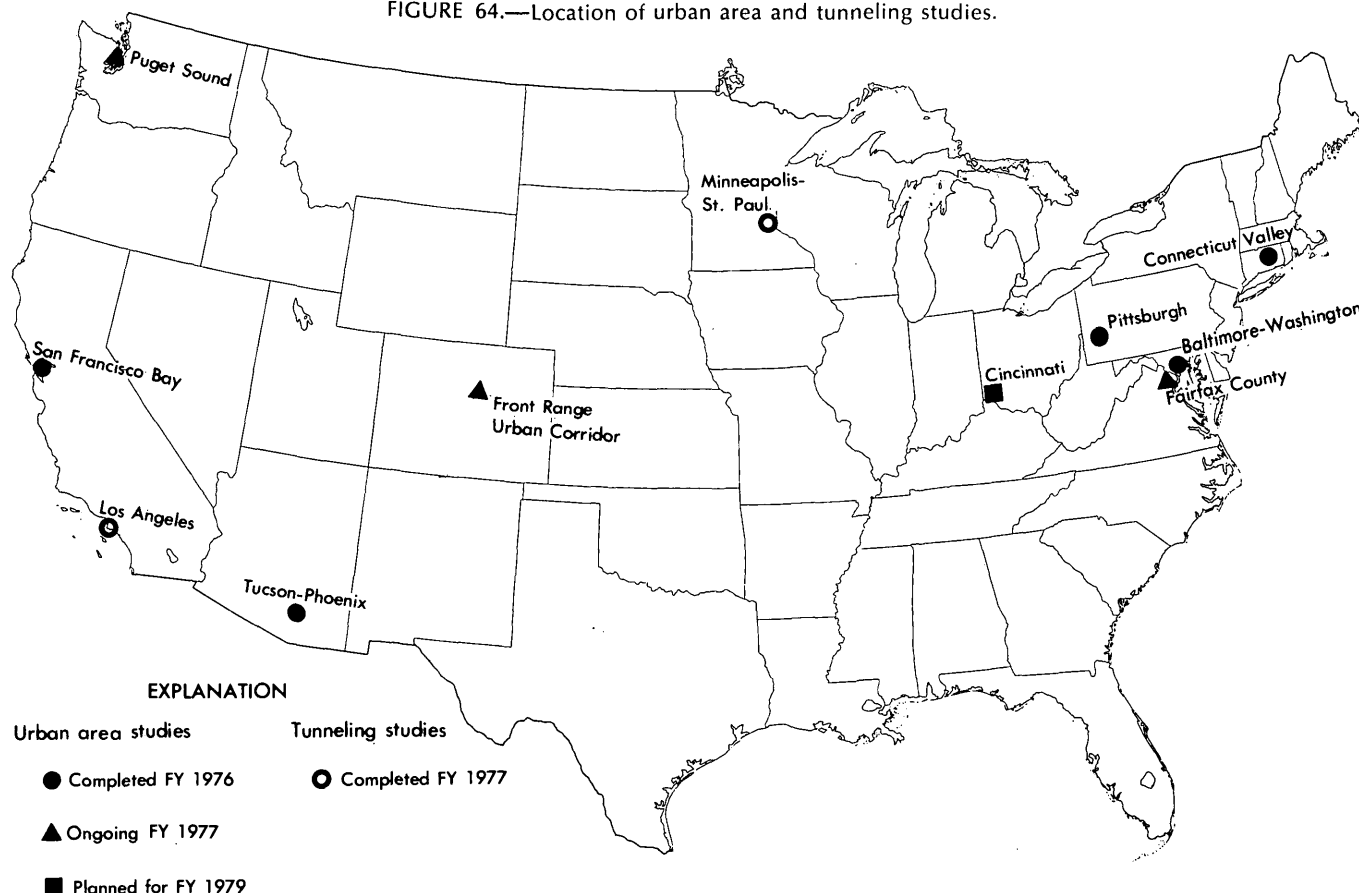 FIGURE 64.—Location of urban area and tunneling studies.
Puget Sound
Minneapolis-
St. Paul
Connecticut Valley
Pittsburgh
Baltimore-Washington
San Francisco Bay
Cincinnati
Fairfax County
Front Range
Urban Corridor
Los Angeles
Tucson-Phoenix
EXPLANATION
Urban area studies
Tunneling studies
Completed FY 1976
Completed FY 1977
Ongoing FY 1977
Planned for FY 1979